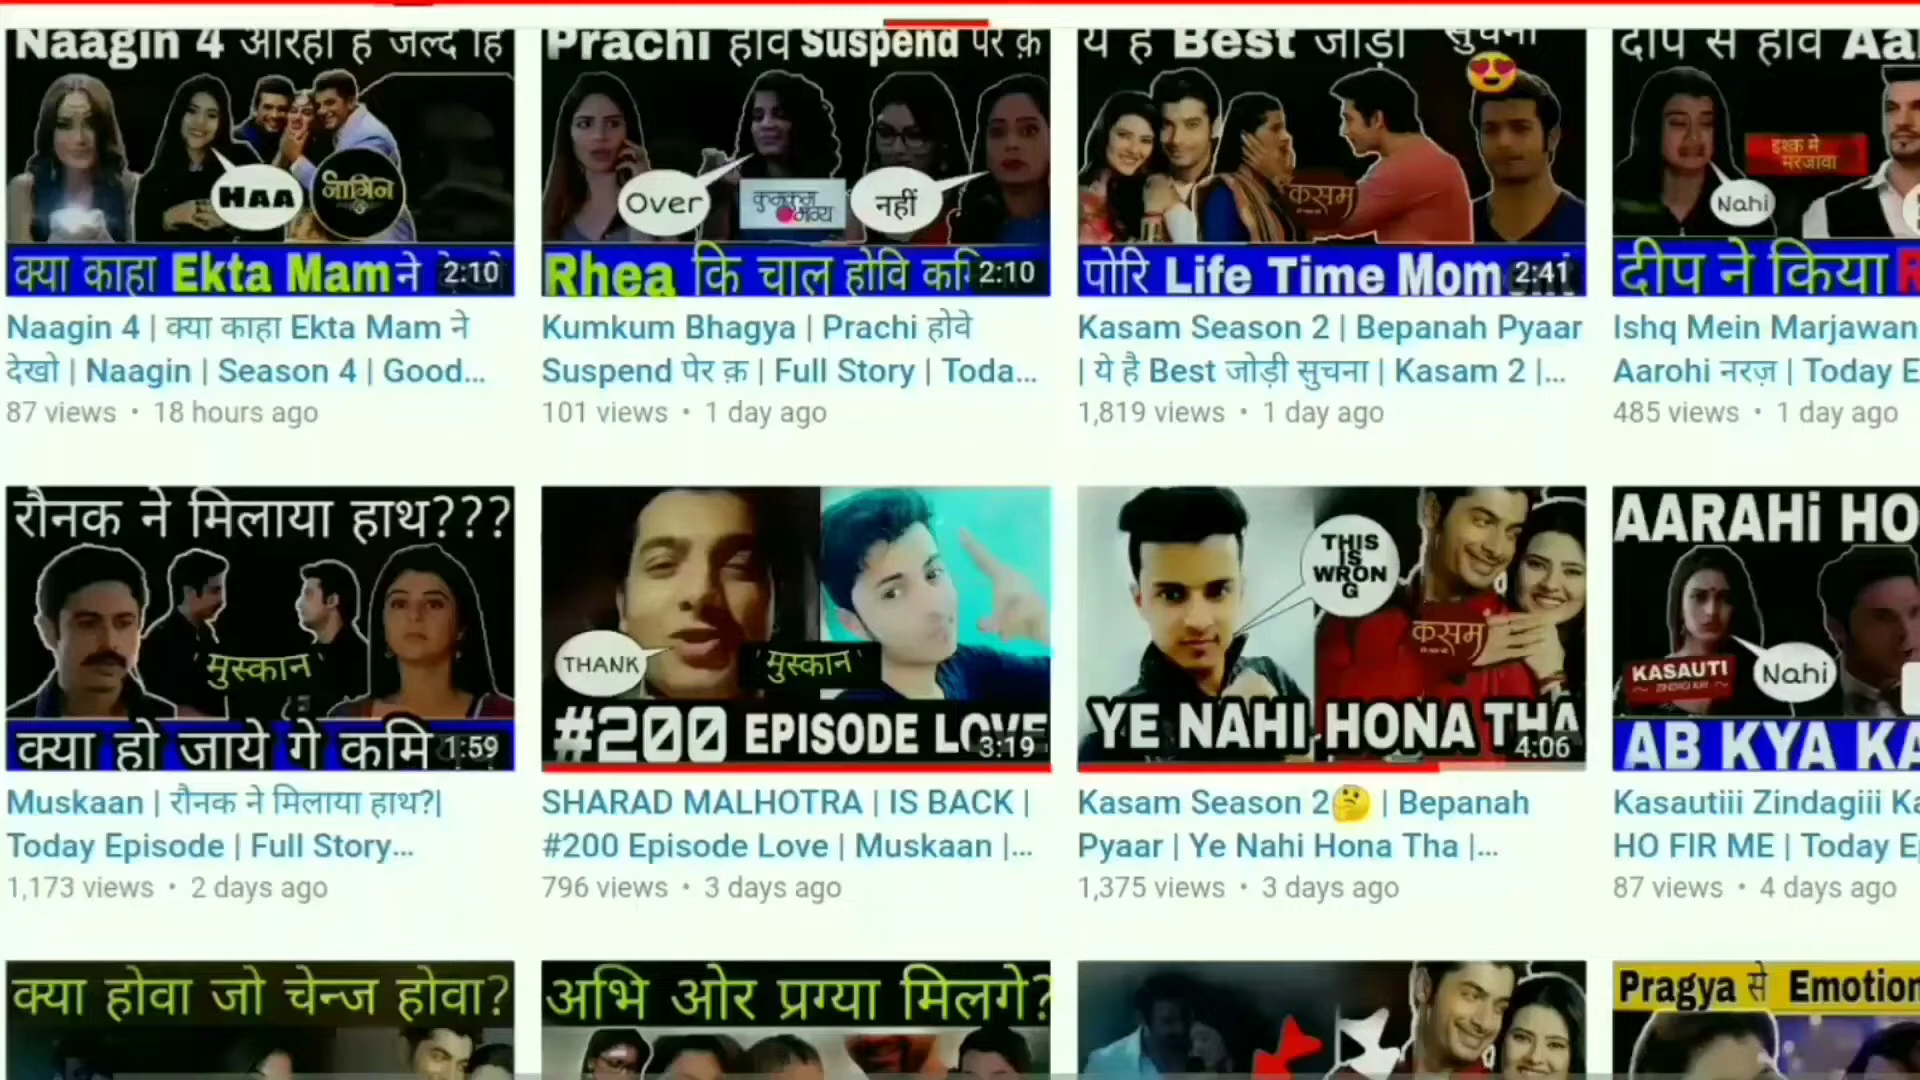 Naagin 4 आरहा है जल्द हि
HAA
नागिन
क्या काहा Ekta Mam ने
2:10
Naagin 4 | क्या काहा Ekta Mam ने
देखो | Naagin | Season 4 | Good...
87 views • 18 hours ago
Prachi होवे Suspend पेर क़
Over
कुमकुम
भाग्य
नहीं
Rhea कि चाल होवि
2:10
Kumkum Bhagya | Prachi होवे
Suspend पेर क़ | Full Story | Toda...
101 views • 1 day ago
ये है Best जोड़ी सुचना
कसम
पोरि Life Time Mom
2:41
Kasam Season 2 | Bepanah Pyaar
| ये है Best जोड़ी सुचना | Kasam 2 |...
1,819 views • 1 day ago
दीप से होवे Aa
इश्क़ में
मरजावां
Nahi
दीप ने किया R
Ishq Mein Marjawan
Aarohi नरज़ | Today E
485 views • 1 day ago
रौनक ने मिलाया हाथ???
मुस्कान
क्या हो जाये गे कमि
1:59
Muskaan | रौनक ने मिलाया हाथ?|
Today Episode | Full Story...
1,173 views • 2 days ago
THANK
मुस्कान
#200 EPISODE LOVE
3:19
SHARAD MALHOTRA | IS BACK |
#200 Episode Love | Muskaan |...
796 views • 3 days ago
THIS
IS
WRON
G
कसम
YE NAHI HONA THA
4:06
Kasam Season 2🤔 | Bepanah
Pyaar | Ye Nahi Hona Tha |...
1,375 views • 3 days ago
AARAHi HO
KASAUTI
ZINDAGII KAY
Nahi
AB KYA KA
Kasautiii Zindagiii Ka
HO FIR ME | Today E
87 views • 4 days ago
क्या होवा जो चेन्ज होवा?
अभि ओर प्रग्या मिलगे?
Pragya से Emotion